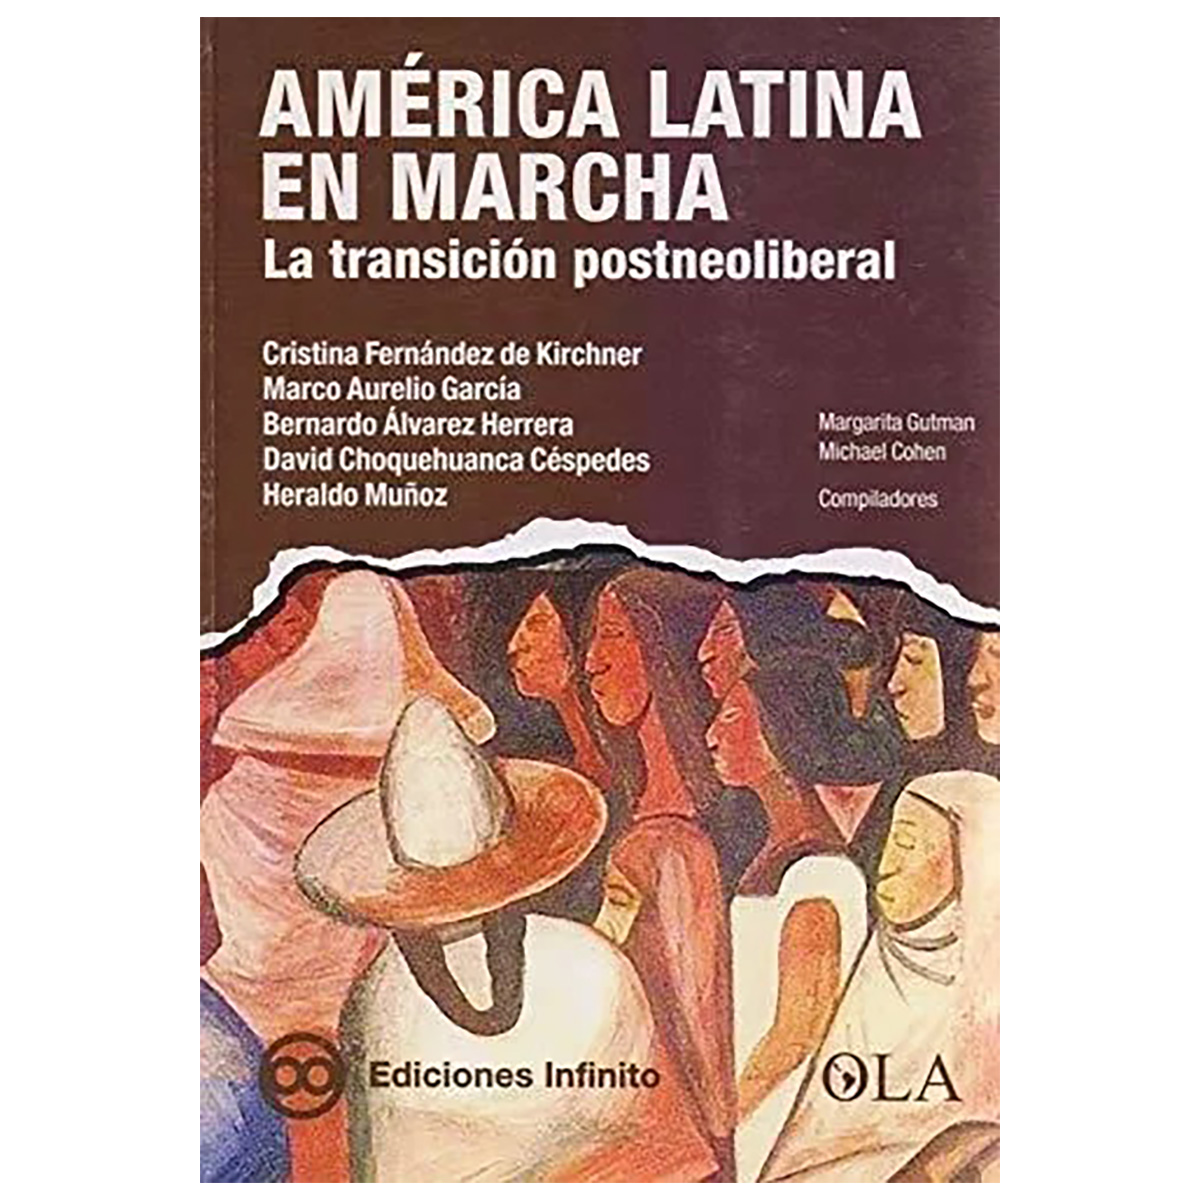 AMÉRICA LATINA
EN MARCHA
La transición postneoliberal
Cristina Fernández de Kirchner
Marco Aurelio García
Bernardo Álvarez Herrera
David Choquehuanca Céspedes
Heraldo Muñoz
Margarita Gutman
Michael Cohen
Compiladores
Ediciones Infinito
OLA